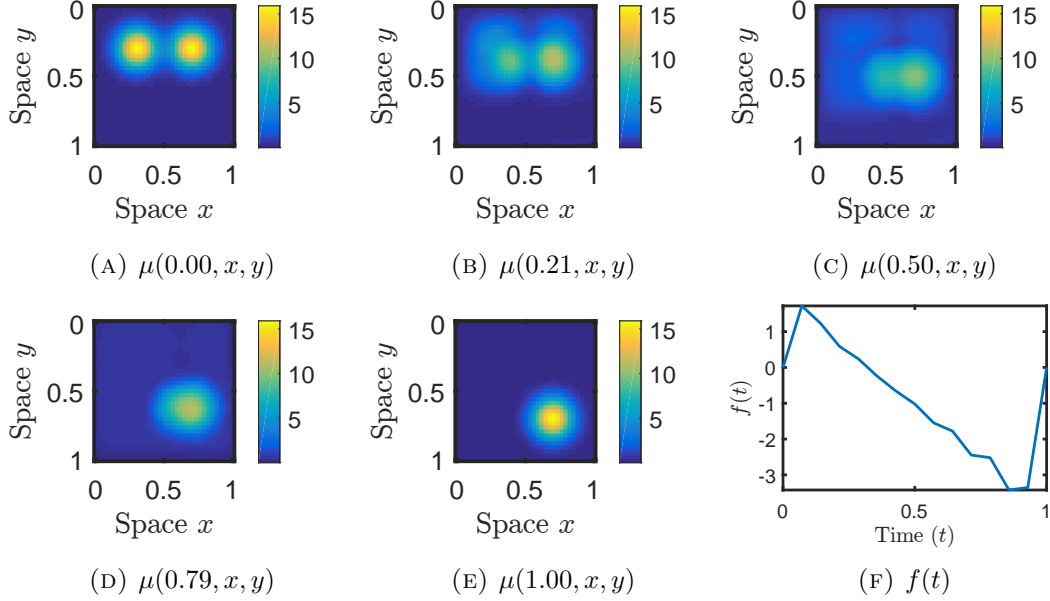 0
0.5
1
Space y
0 0.5 1
Space x
15
10
5
(A) μ(0.00, x, y)
0
0.5
1
Space y
0 0.5 1
Space x
15
10
5
(B) μ(0.21, x, y)
0
0.5
1
Space y
0 0.5 1
Space x
15
10
5
(C) μ(0.50, x, y)
0
0.5
1
Space y
0 0.5 1
Space x
15
10
5
(D) μ(0.79, x, y)
0
0.5
1
Space y
0 0.5 1
Space x
15
10
5
(E) μ(1.00, x, y)
1
0
-1
-2
-3
f(t)
0 0.5 1
Time (t)
(F) f(t)